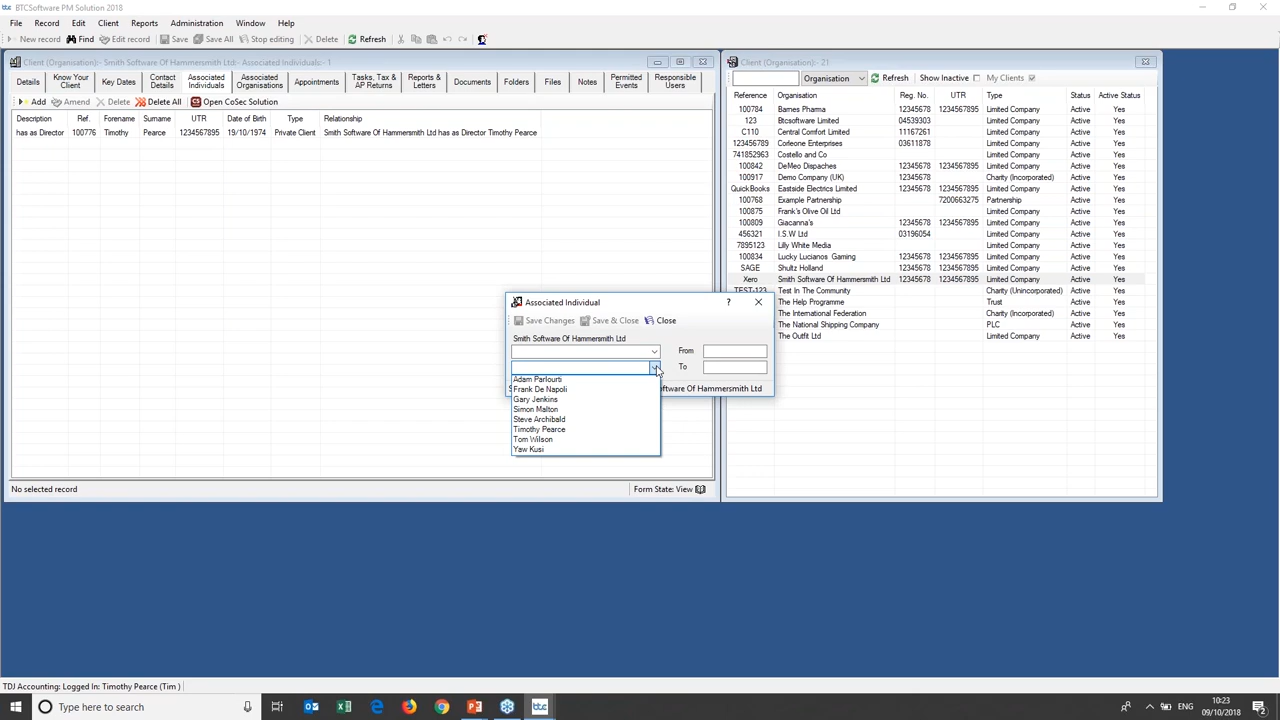 BTCSoftware PM Solution 2018
File Record Edit Client Reports Administration Window Help
New record Find Edit record Save Save All Stop editing Delete Refresh
Client (Organisation):- Smith Software Of Hammersmith Ltd:- Associated Individuals:- 1
Details Know Your Client Key Dates Contact Details Associated Individuals Associated Organisations Appointments Tasks, Tax & AP Returns Reports & Letters Documents Folders Files Notes Permitted Events Responsible Users
Add Amend Delete Delete All Open CoSec Solution
Description Ref. Forename Surname UTR Date of Birth Type Relationship
has as Director 100776 Timothy Pearce 1234567895 19/10/1974 Private Client Smith Software Of Hammersmith Ltd has as Director Timothy Pearce
No selected record Form State: View
Client (Organisation):- 21
Organisation Refresh Show Inactive My Clients
Reference Organisation Reg. No. UTR Type Status Active Status
100784 Barnes Pharma 12345678 1234567895 Limited Company Active Yes
123 Btcsoftware Limited 04539303 Limited Company Active Yes
C110 Central Comfort Limited 11167261 Limited Company Active Yes
123456789 Corleone Enterprises 03611878 Limited Company Active Yes
741852963 Costello and Co Limited Company Active Yes
100842 DeMeo Dispaches 12345678 1234567895 Limited Company Active Yes
100917 Demo Company (UK) 12345678 Charity (Incorporated) Active Yes
QuickBooks Eastside Electrics Limited 12345678 1234567895 Limited Company Active Yes
100768 Example Partnership 7200663275 Partnership Active Yes
100875 Frank's Olive Oil Ltd Limited Company Active Yes
100809 Giacanna's 12345678 1234567895 Limited Company Active Yes
456321 I.S.W Ltd 03196054 Limited Company Active Yes
7895123 Lilly White Media Limited Company Active Yes
100834 Lucky Lucianos Gaming 12345678 1234567895 Limited Company Active Yes
SAGE Shultz Holland 12345678 1234567895 Limited Company Active Yes
Xero Smith Software Of Hammersmith Ltd 12345678 1234567895 Limited Company Active Yes
TEST-123 Test In The Community Charity (Unincorporated) Active Yes
The Help Programme Trust Active Yes
The International Federation Charity (Incorporated) Active Yes
The National Shipping Company PLC Active Yes
The Outfit Ltd Limited Company Active Yes
Associated Individual ?
Save Changes Save & Close Close
Smith Software Of Hammersmith Ltd
From
To
oftware Of Hammersmith Ltd
Adam Parlourti
Frank De Napoli
Gary Jenkins
Simon Malton
Steve Archibald
Timothy Pearce
Tom Wilson
Yaw Kusi
TDJ Accounting: Logged In: Timothy Pearce (Tim )
Type here to search
btc
ENG
10:23
09/10/2018
2